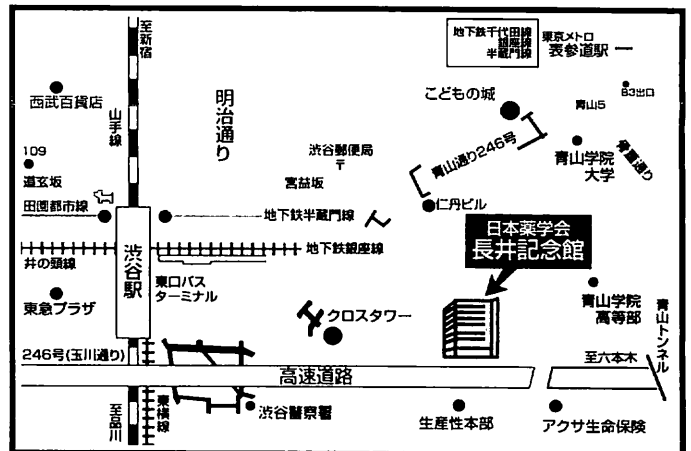 至新宿
地下鉄千代田線
銀座線
半蔵門線
東京メトロ
表参道駅
西武百貨店
山手線
明治通り
こどもの城
B3出口
青山5
青山通り246号
骨董通り
青山学院
大学
渋谷郵便局
〒
109
道玄坂
宮益坂
田園都市線
地下鉄半蔵門線
仁丹ビル
日本薬学会
長井記念館
渋谷駅
地下鉄銀座線
井の頭線
東口バス
ターミナル
東急プラザ
クロスタワー
青山学院
高等部
青山トンネル
246号(玉川通り)
至六本木
高速道路
至品川
東横線
渋谷警察署
生産性本部
アクサ生命保険